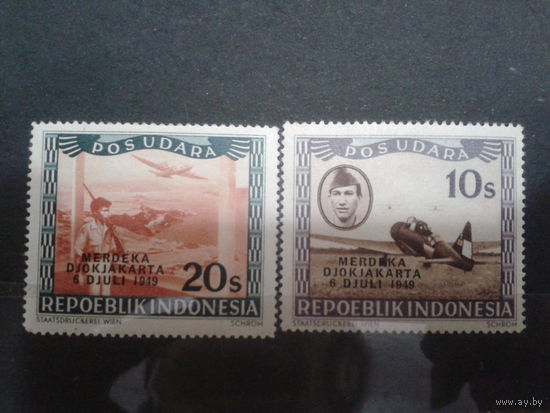 POS UDARA
MERDEKA
DJOKJAKARTA
6 DJULI 1949
20s
REPOEBLIK INDONESIA
STAATSDRUCKEREI. WIEN. SCHROM
POS UDARA
10s
MERDEKA
DJOKJAKARTA
6 DJULI 1949
REPOEBLIK INDONESIA
STAATSDRUCKEREI. WIEN. SCHROM
www.ay.by